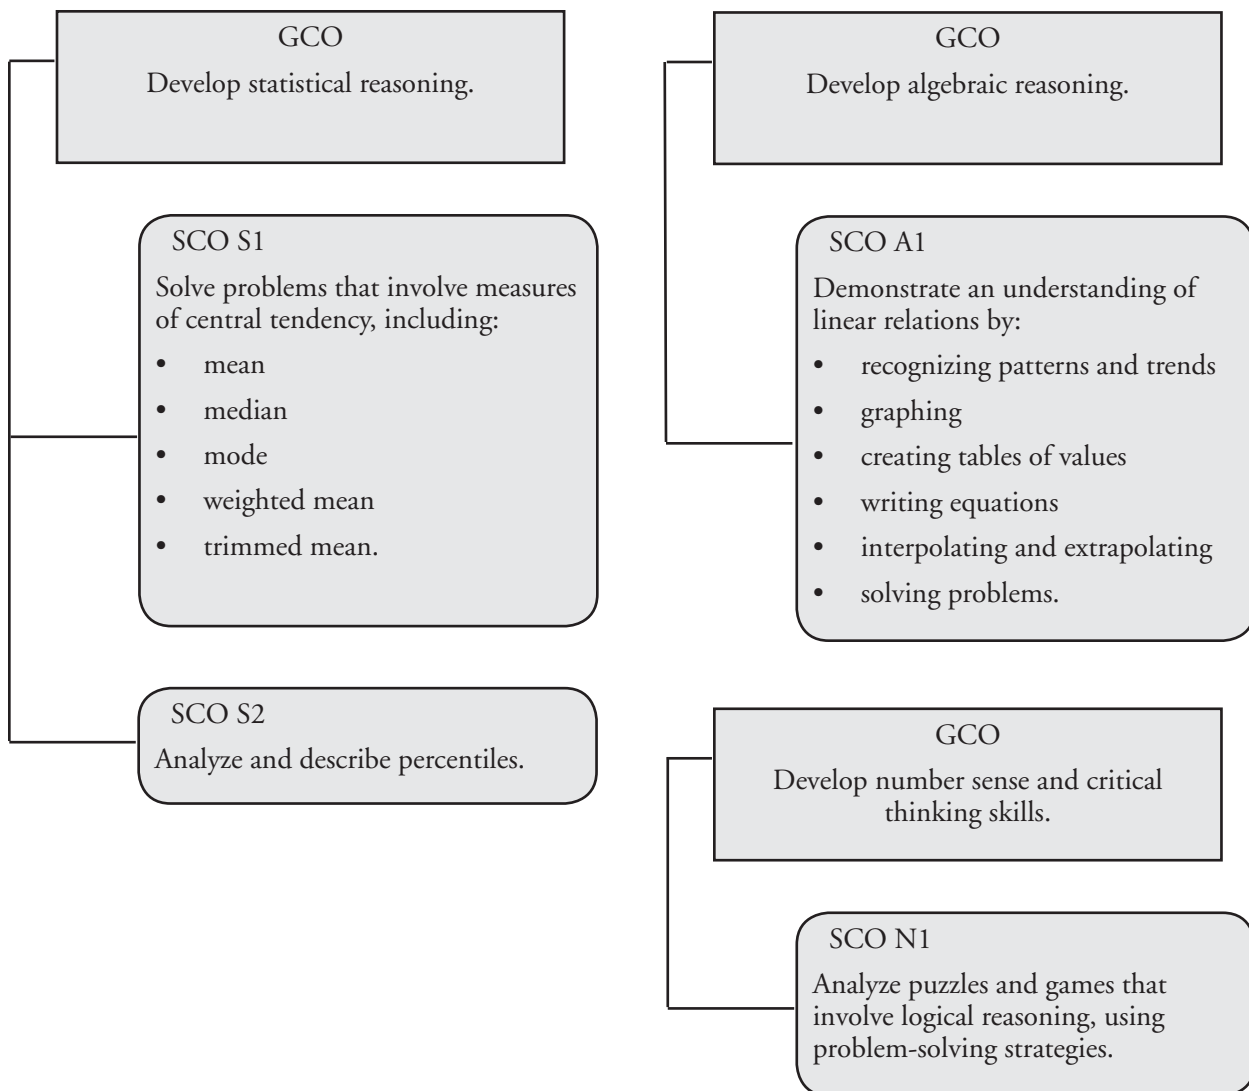 GCO
Develop statistical reasoning.
SCO S1
Solve problems that involve measures
of central tendency, including:
• mean
• median
• mode
• weighted mean
• trimmed mean.
SCO S2
Analyze and describe percentiles.
GCO
Develop algebraic reasoning.
SCO A1
Demonstrate an understanding of
linear relations by:
• recognizing patterns and trends
• graphing
• creating tables of values
• writing equations
• interpolating and extrapolating
• solving problems.
GCO
Develop number sense and critical
thinking skills.
SCO N1
Analyze puzzles and games that
involve logical reasoning, using
problem-solving strategies.